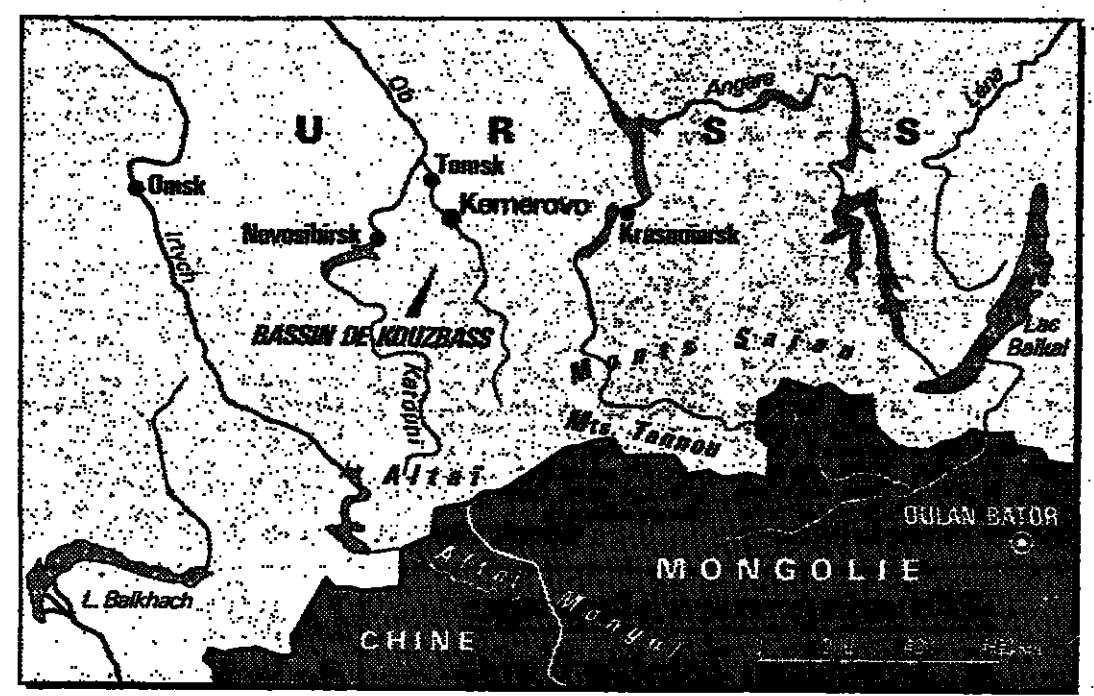 Ob
Angara
Léna
U R S S
Tomsk
Omsk
Kemerovo
Novosibirsk
Krasnoïarsk
Irtych
BASSIN DE KOUZBASS
Monts Saïan
Lac
Baïkal
Mts. Tannou
Altaï
OULAN BATOR
MONGOLIE
Altaï Mongol
L. Balkhach
CHINE